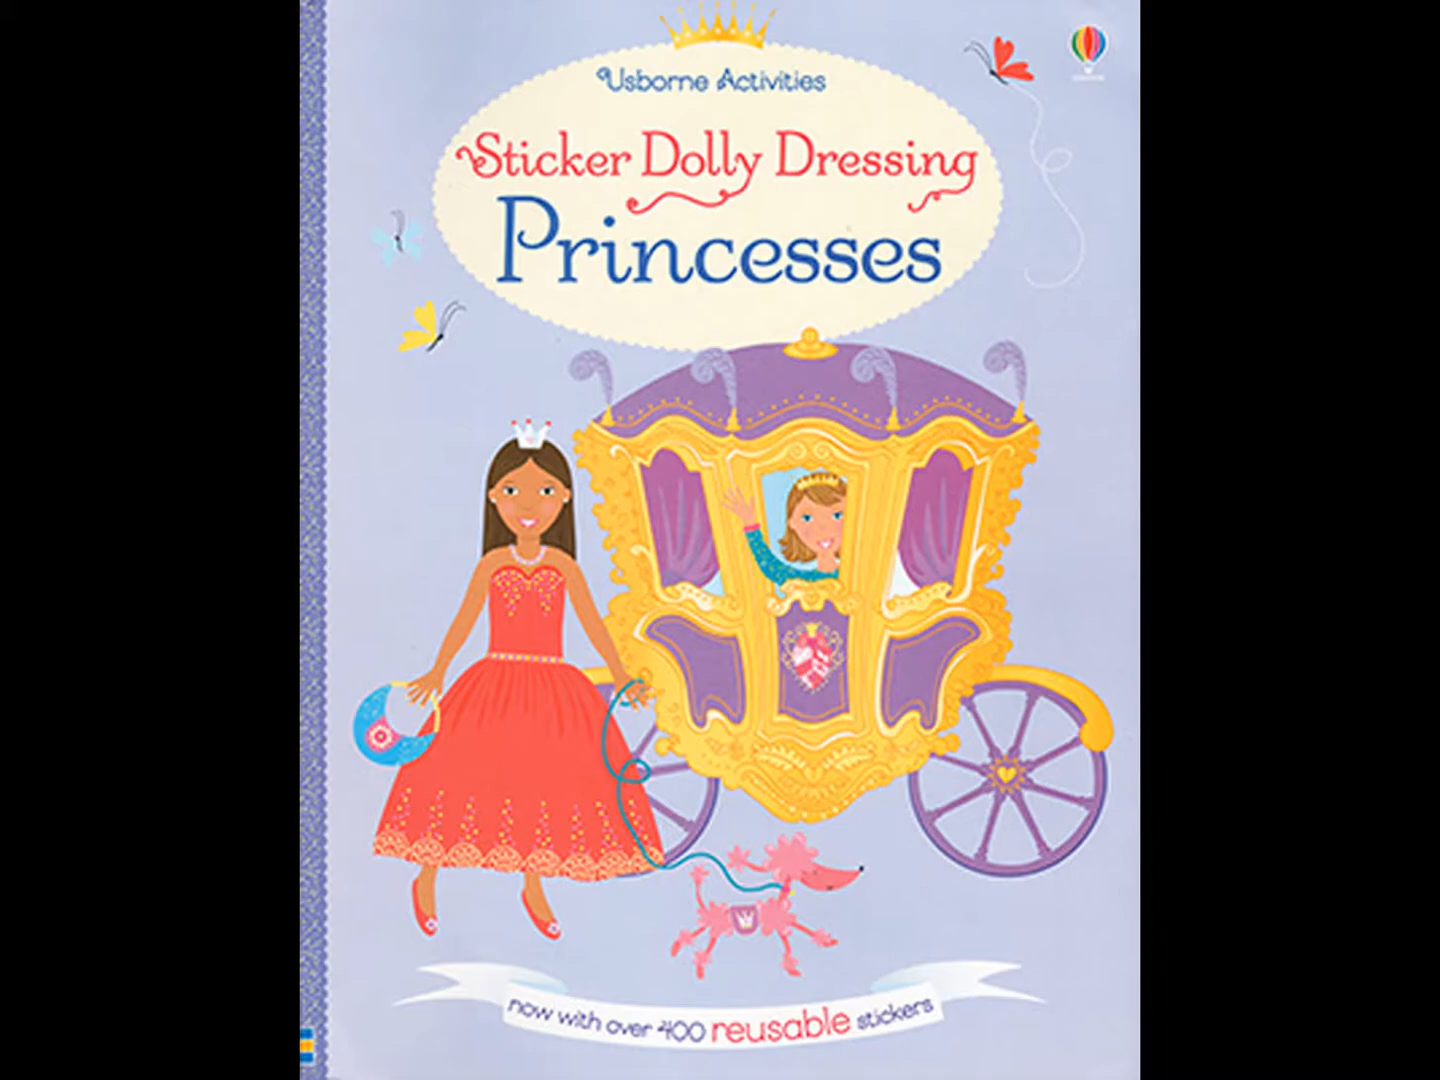 Usborne Activities
Sticker Dolly Dressing
Princesses
now with over 400 reusable stickers